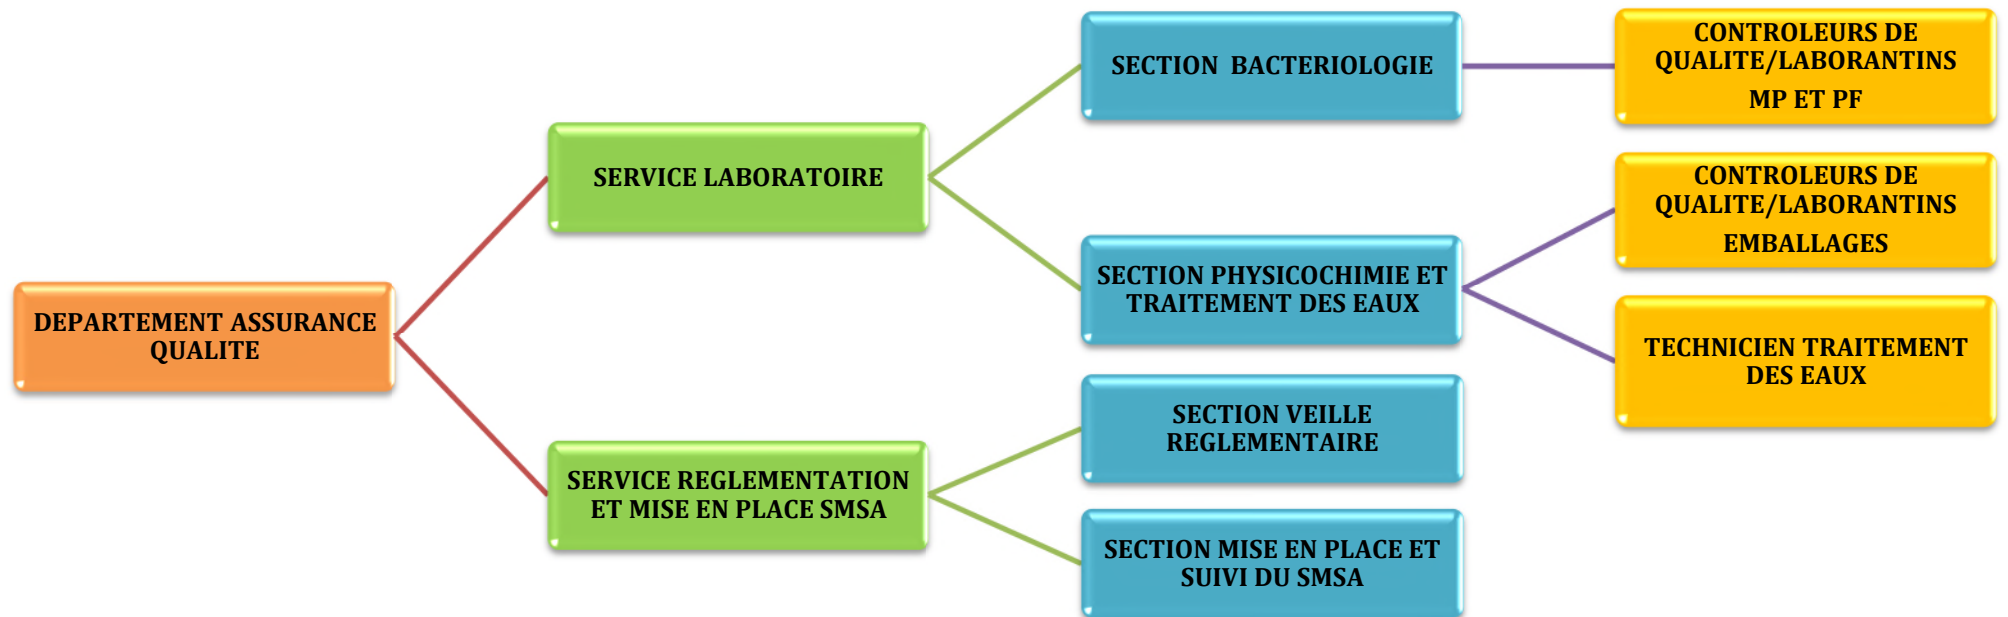 DEPARTEMENT ASSURANCE
QUALITE
SERVICE LABORATOIRE
SERVICE REGLEMENTATION
ET MISE EN PLACE SMSA
SECTION BACTERIOLOGIE
SECTION PHYSICOCHIMIE ET
TRAITEMENT DES EAUX
SECTION VEILLE
REGLEMENTAIRE
SECTION MISE EN PLACE ET
SUIVI DU SMSA
CONTROLEURS DE
QUALITE/LABORANTINS
MP ET PF
CONTROLEURS DE
QUALITE/LABORANTINS
EMBALLAGES
TECHNICIEN TRAITEMENT
DES EAUX